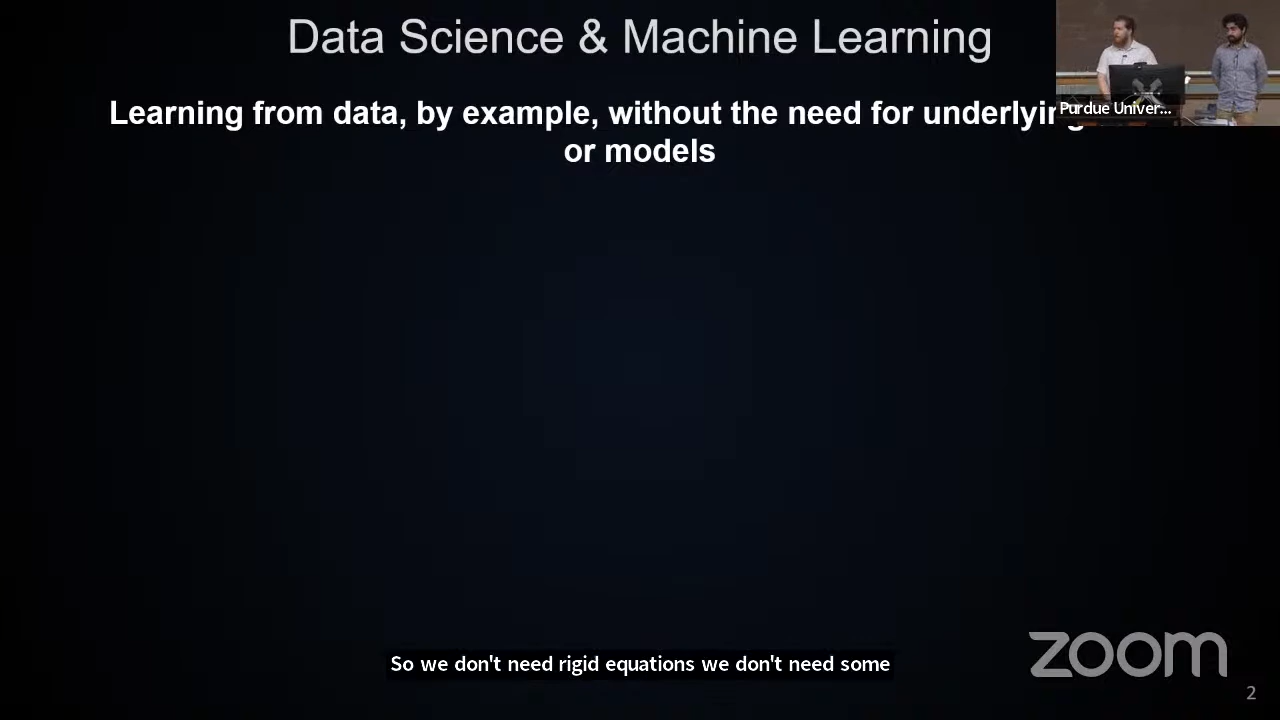 Data Science & Machine Learning
Learning from data, by example, without the need for underlying
or models
Purdue Univer...
So we don't need rigid equations we don't need some
zoom
2